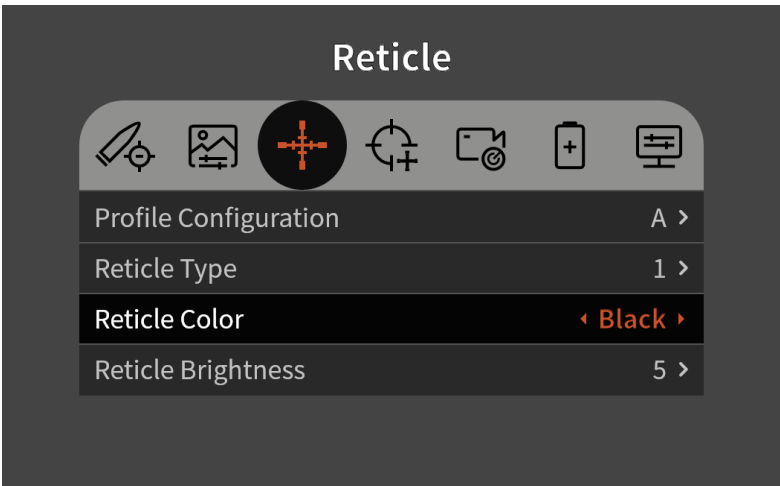 Reticle
Profile Configuration A >
Reticle Type 1 >
Reticle Color Black
Reticle Brightness 5 >